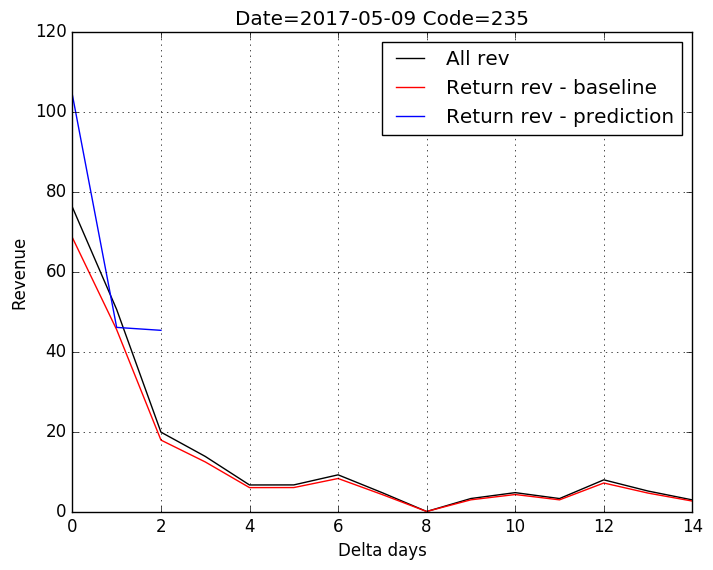 Date=2017-05-09 Code=235
All rev
Return rev - baseline
Return rev - prediction
Revenue
120
100
80
60
40
20
0
0 2 4 6 8 10 12 14
Delta days